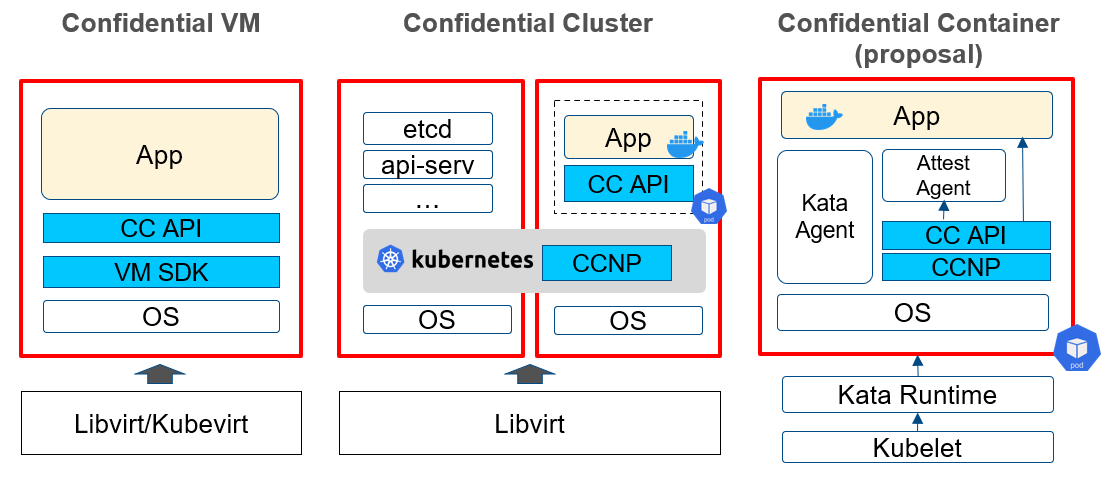 Confidential VM
App
CC API
VM SDK
OS
Libvirt/Kubevirt
Confidential Cluster
etcd
api-serv
...
App
CC API
pod
kubernetes
CCNP
OS
OS
Libvirt
Confidential Container
(proposal)
App
Kata
Agent
Attest
Agent
CC API
CCNP
OS
pod
Kata Runtime
Kubelet